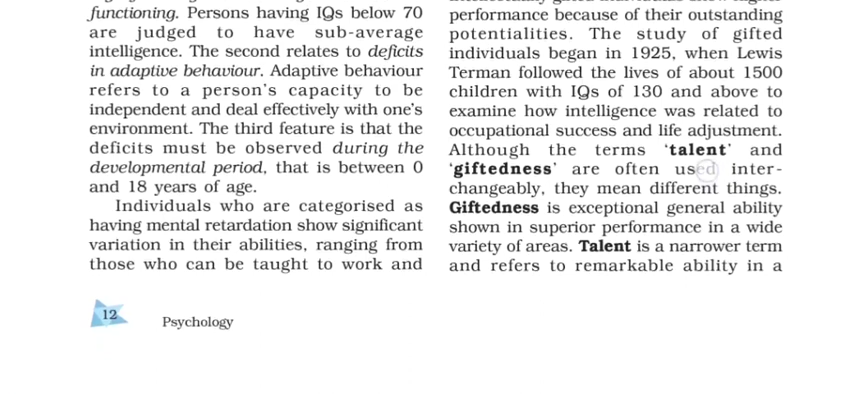 functioning. Persons having IQs below 70
are judged to have sub-average
intelligence. The second relates to deficits
in adaptive behaviour. Adaptive behaviour
refers to a person's capacity to be
independent and deal effectively with one's
environment. The third feature is that the
deficits must be observed during the
developmental period, that is between 0
and 18 years of age.
Individuals who are categorised as
having mental retardation show significant
variation in their abilities, ranging from
those who can be taught to work and
performance because of their outstanding
potentialities. The study of gifted
individuals began in 1925, when Lewis
Terman followed the lives of about 1500
children with IQs of 130 and above to
examine how intelligence was related to
occupational success and life adjustment.
Although the terms 'talent' and
'giftedness' are often used inter-
changeably, they mean different things.
Giftedness is exceptional general ability
shown in superior performance in a wide
variety of areas. Talent is a narrower term
and refers to remarkable ability in a
12
Psychology